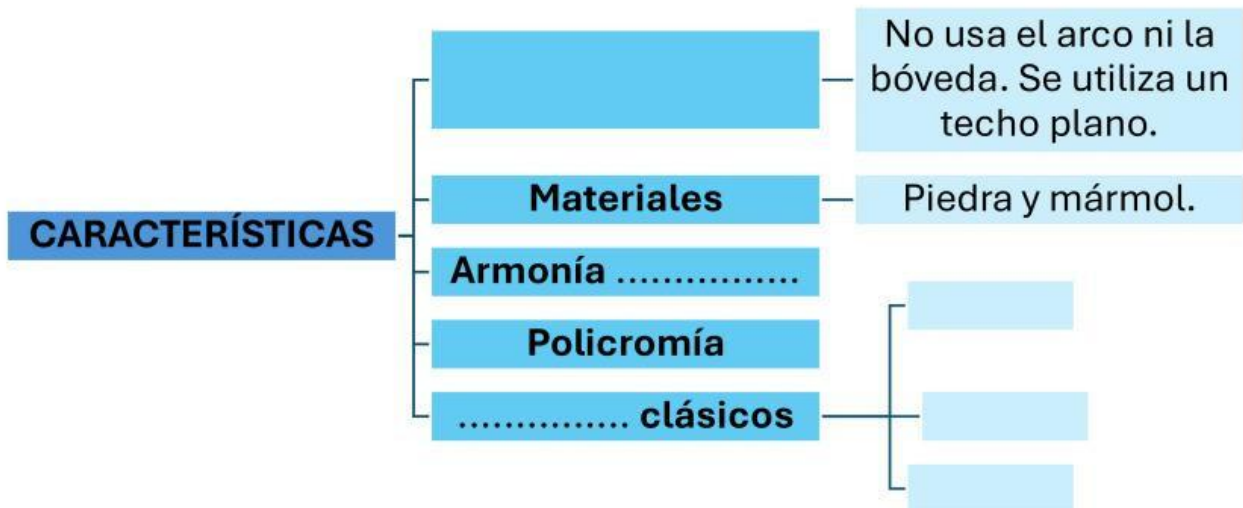 No usa el arco ni la
bóveda. Se utiliza un
techo plano.
Materiales
Piedra y mármol.
CARACTERÍSTICAS
Armonía ................
Policromía
............... clásicos